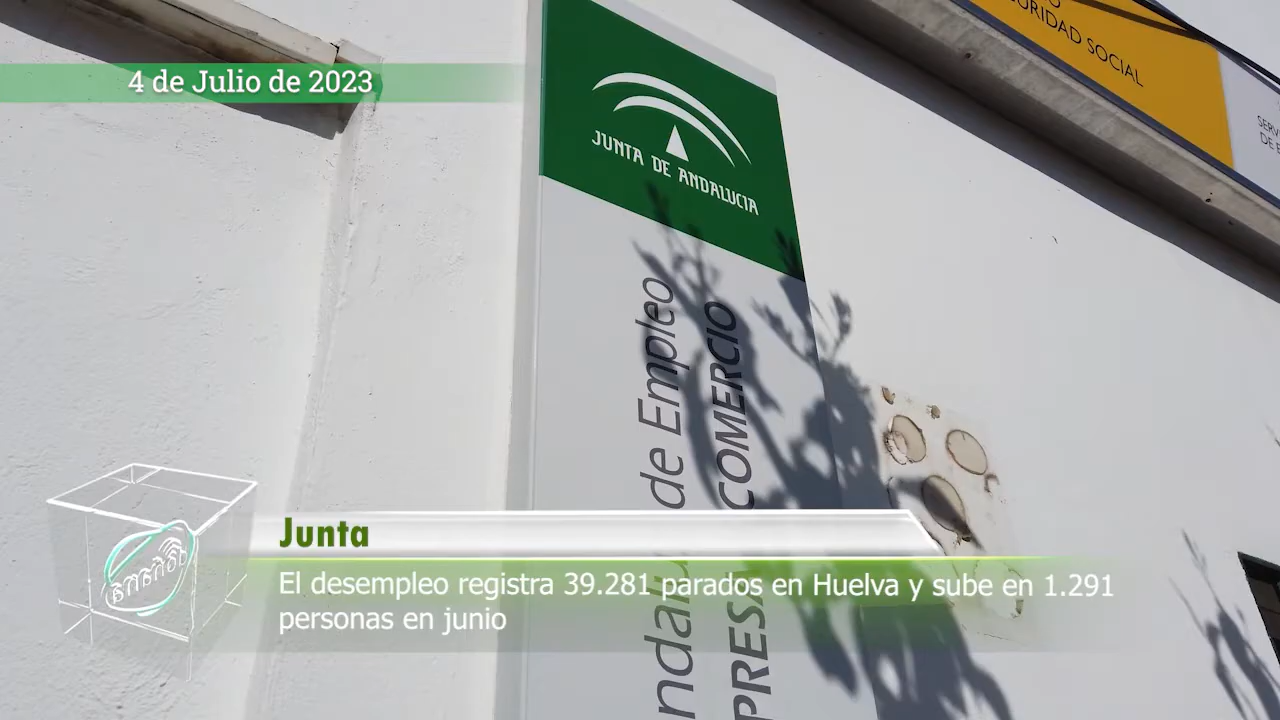 4 de Julio de 2023
JUNTA DE ANDALUCIA
de Empleo
COMERCIO
SOCIAL
Junta
El desempleo registra 39.281 parados en Huelva y sube en 1.291
personas en junio